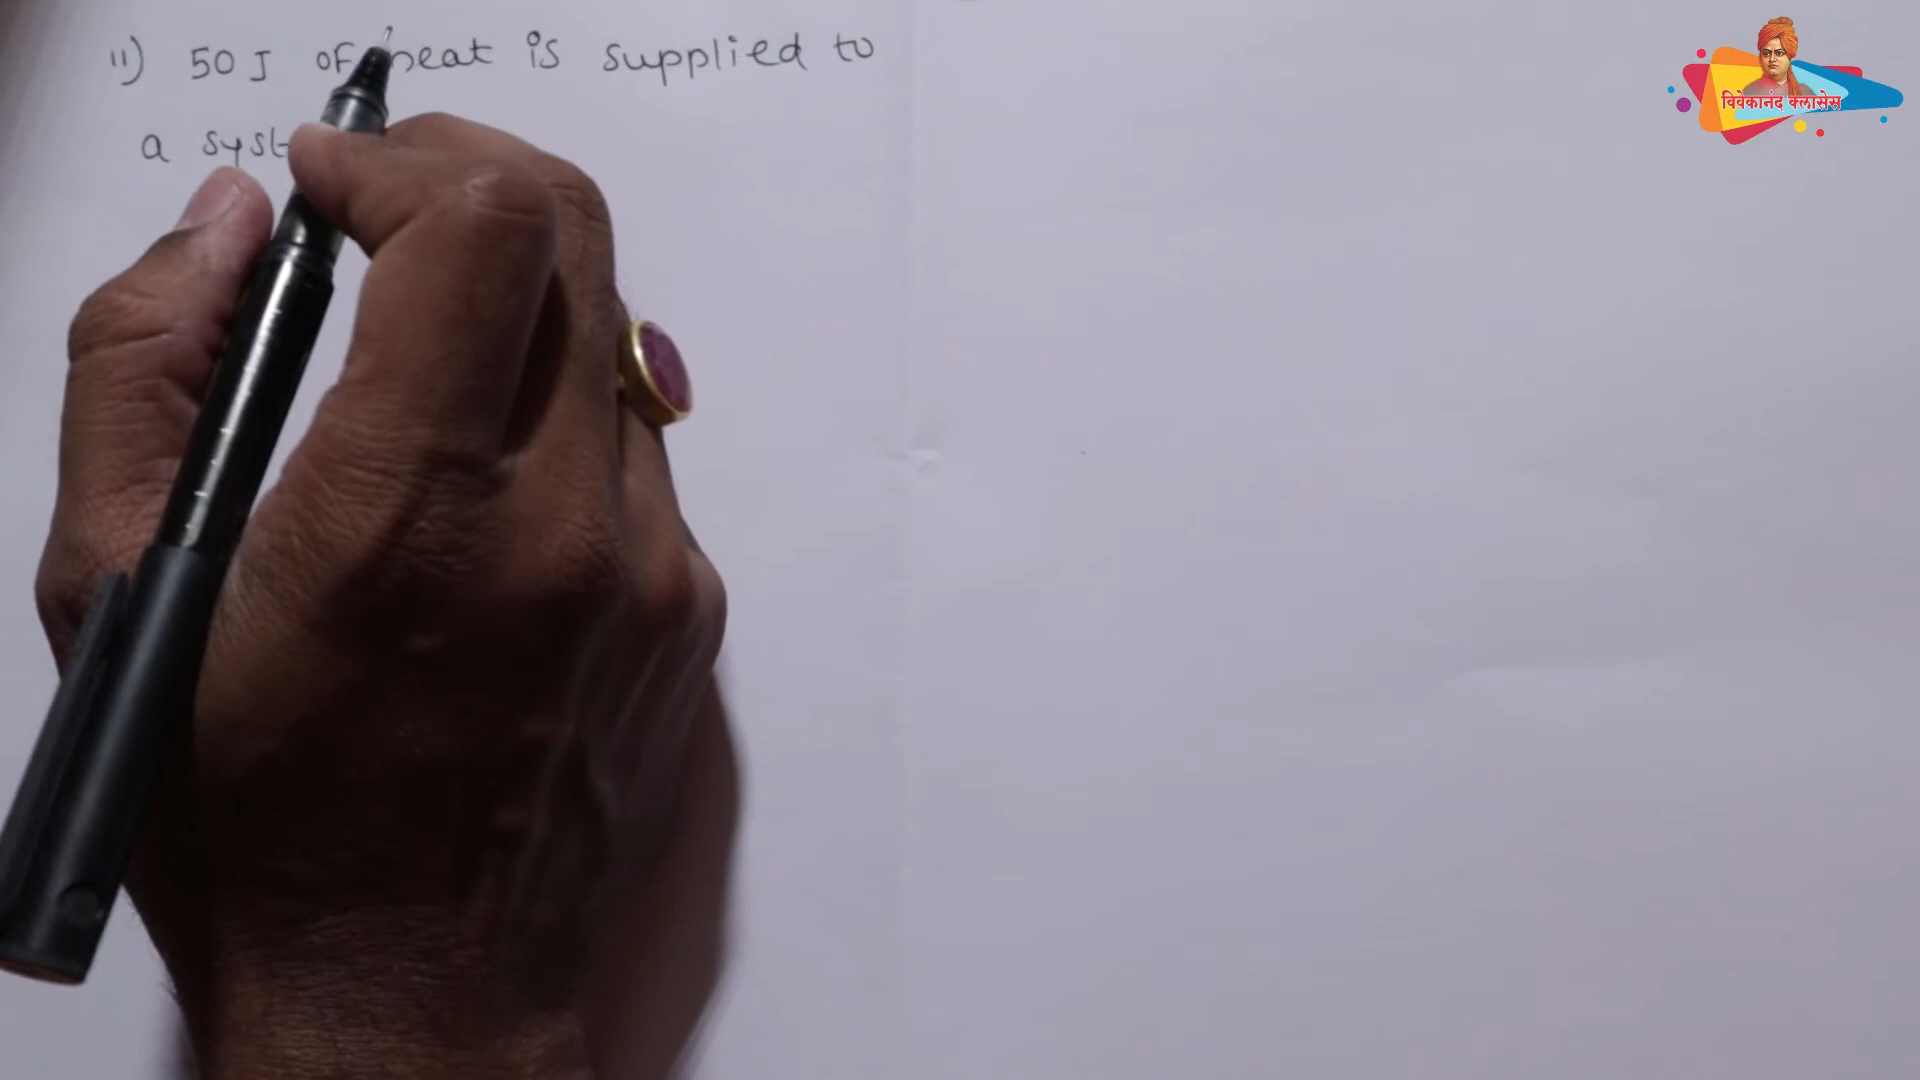 11) 50 J of heat is supplied to
a syst
विवेकानंद क्लासेस